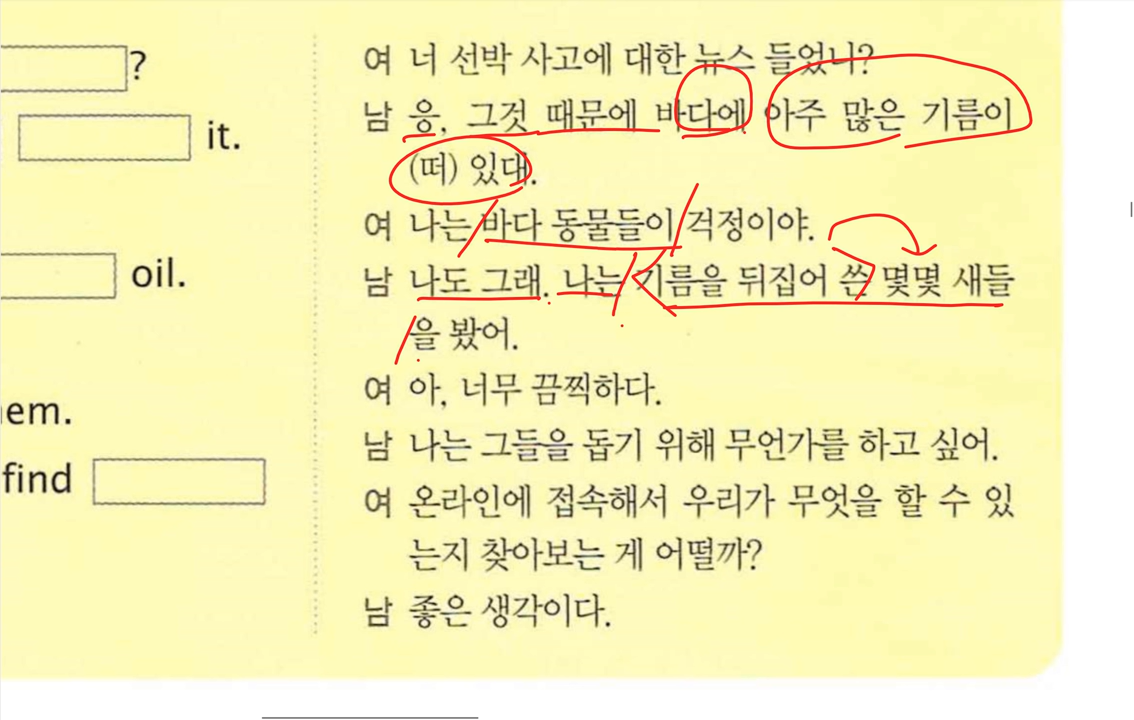 ?
it.
oil.
em.
find
여 너 선박 사고에 대한 뉴스 들었니?
남 응, 그것 때문에 바다에 아주 많은 기름이
(떠) 있대.
여 나는 바다 동물들이 걱정이야.
남 나도 그래. 나는 기름을 뒤집어 쓴 몇몇 새들
을 봤어.
여 아, 너무 끔찍하다.
남 나는 그들을 돕기 위해 무언가를 하고 싶어.
여 온라인에 접속해서 우리가 무엇을 할 수 있
는지 찾아보는 게 어떨까?
남 좋은 생각이다.